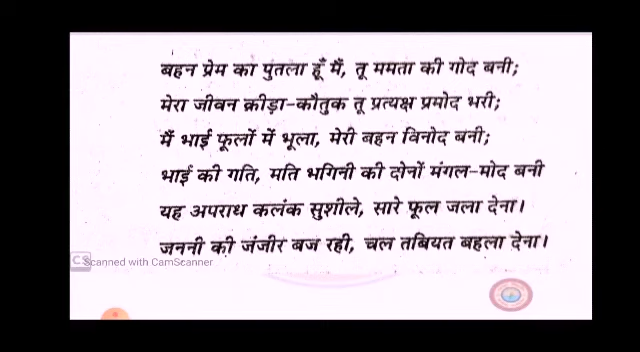 बहन प्रेम का पुतला हूँ मैं, तू ममता की गोद बनी;
मेरा जीवन क्रीड़ा-कौतुक तू प्रत्यक्ष प्रमोद भरी;
मैं भाई फूलों में भूला, मेरी बहन विनोद बनी;
भाई की गति, मति भगिनी की दोनों मंगल-मोद बनी
यह अपराध कलंक सुशीले, सारे फूल जला देना।
जननी की जंजीर बज रही, चल तबियत बहला देना।
CS Scanned with CamScanner